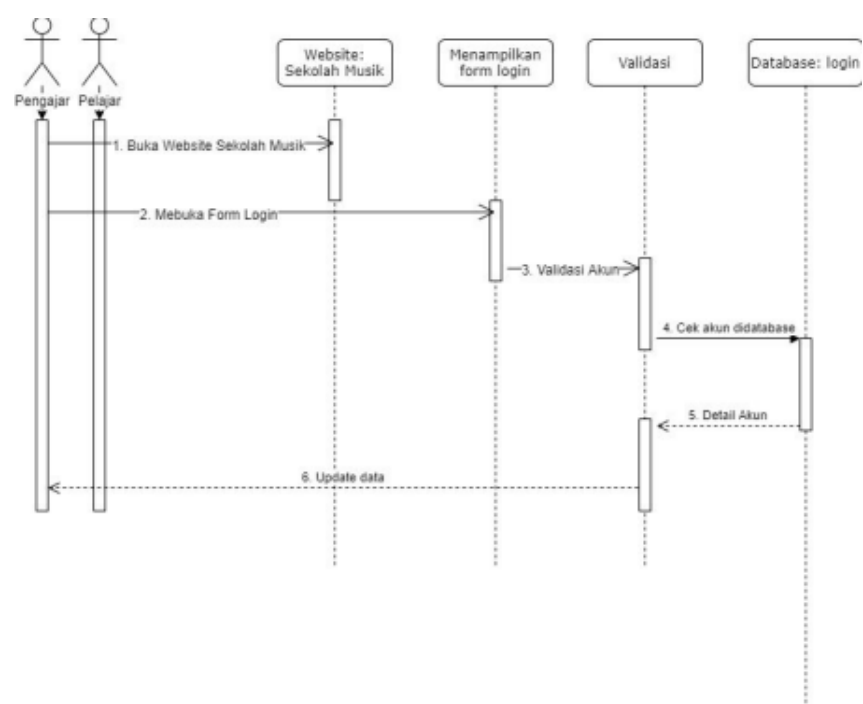 Website:
Sekolah Musik
Menampilkan
form login
Validasi
Database: login
Pengajar
Pelajar
1. Buka Website Sekolah Musik
2. Mebuka Form Login
3. Validasi Akun
4. Cek akun didatabase
5. Detail Akun
6. Update data